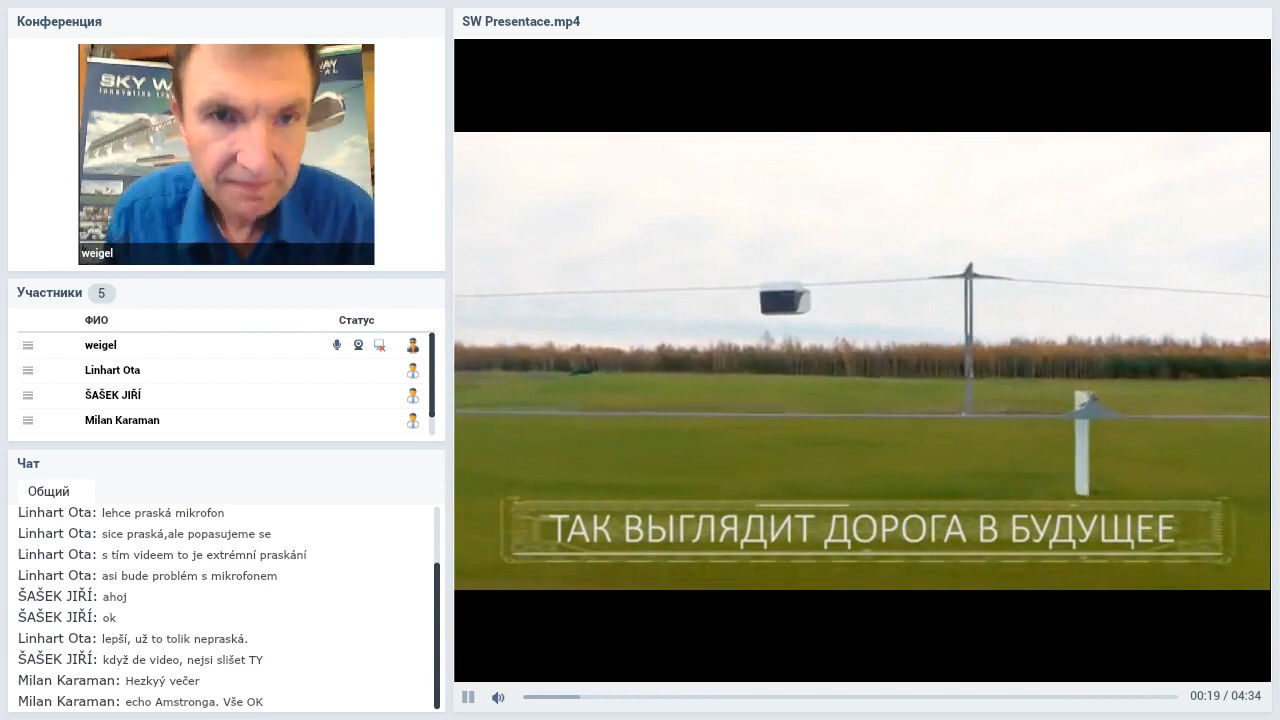 Конференция
SKY W
WAY
weigel
Участники 5
ФИО Статус
weigel
Linhart Ota
ŠAŠEK JIŘÍ
Milan Karaman
Чат
Общий
Linhart Ota: lehce praská mikrofon
Linhart Ota: sice praská,ale popasujeme se
Linhart Ota: s tím videem to je extrémní praskání
Linhart Ota: asi bude problém s mikrofonem
ŠAŠEK JIŘÍ: ahoj
ŠAŠEK JIŘÍ: ok
Linhart Ota: lepší, už to tolik nepraská.
ŠAŠEK JIŘÍ: když de video, nejsi slišet TY
Milan Karaman: Hezkyý večer
Milan Karaman: echo Amstronga. Vše OK
SW Presentace.mp4
ТАК ВЫГЛЯДИТ ДОРОГА В БУДУЩЕЕ
00:19 / 04:34